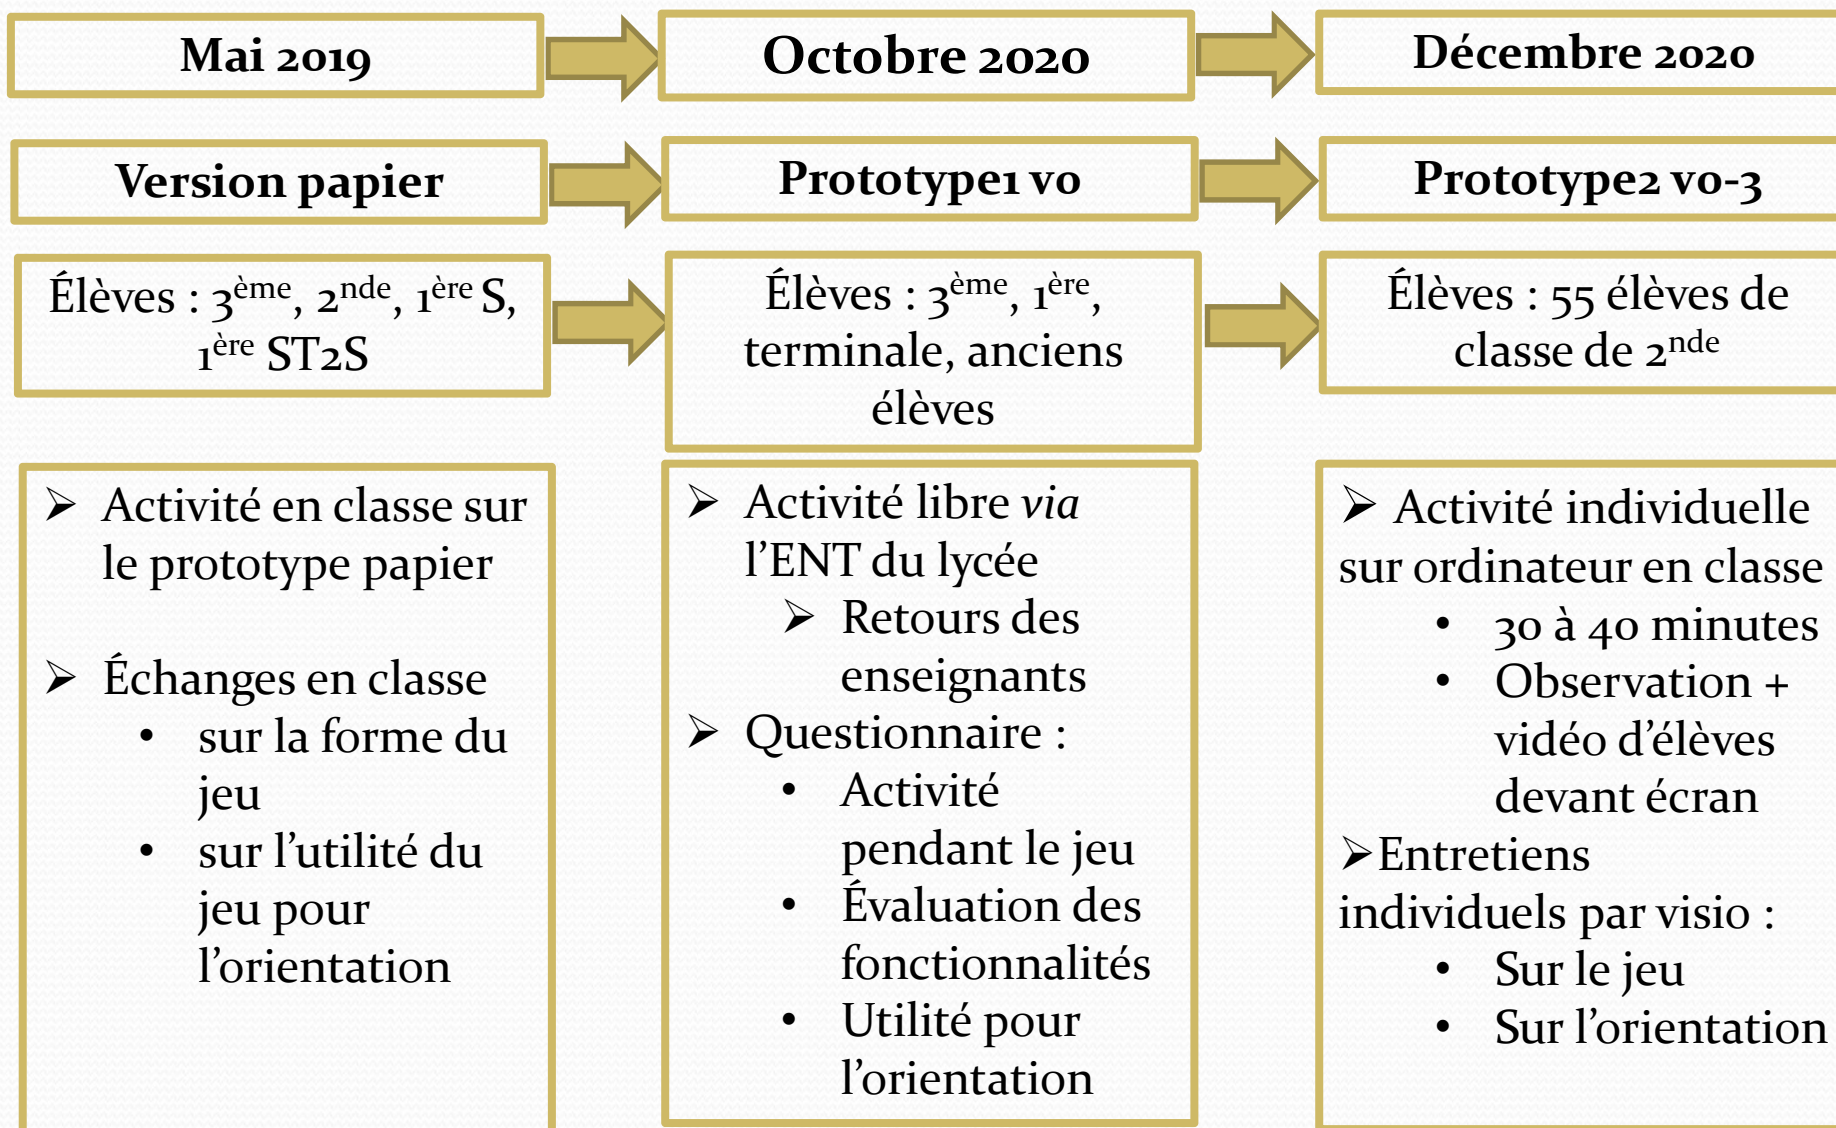 Mai 2019
Octobre 2020
Décembre 2020
Version papier
Prototype1 v0
Prototype2 v0-3
Élèves : 3ème, 2nde, 1ère S,
1ère ST2S
Élèves : 3ème, 1ère,
terminale, anciens
élèves
Élèves : 55 élèves de
classe de 2nde
➢ Activité en classe sur
le prototype papier
➢ Échanges en classe
• sur la forme du
jeu
• sur l’utilité du
jeu pour
l’orientation
➢ Activité libre via
l’ENT du lycée
➢ Retours des
enseignants
➢ Questionnaire :
• Activité
pendant le jeu
• Évaluation des
fonctionnalités
• Utilité pour
l’orientation
➢ Activité individuelle
sur ordinateur en classe
• 30 à 40 minutes
• Observation +
vidéo d’élèves
devant écran
➢Entretiens
individuels par visio :
• Sur le jeu
• Sur l’orientation